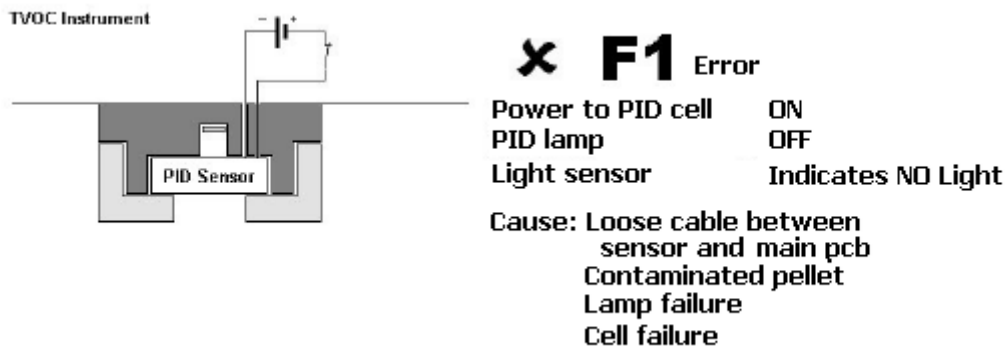 TVOC Instrument
- +
PID Sensor
✘ F1 Error
Power to PID cell ON
PID lamp OFF
Light sensor Indicates NO Light
Cause: Loose cable between
sensor and main pcb
Contaminated pellet
Lamp failure
Cell failure